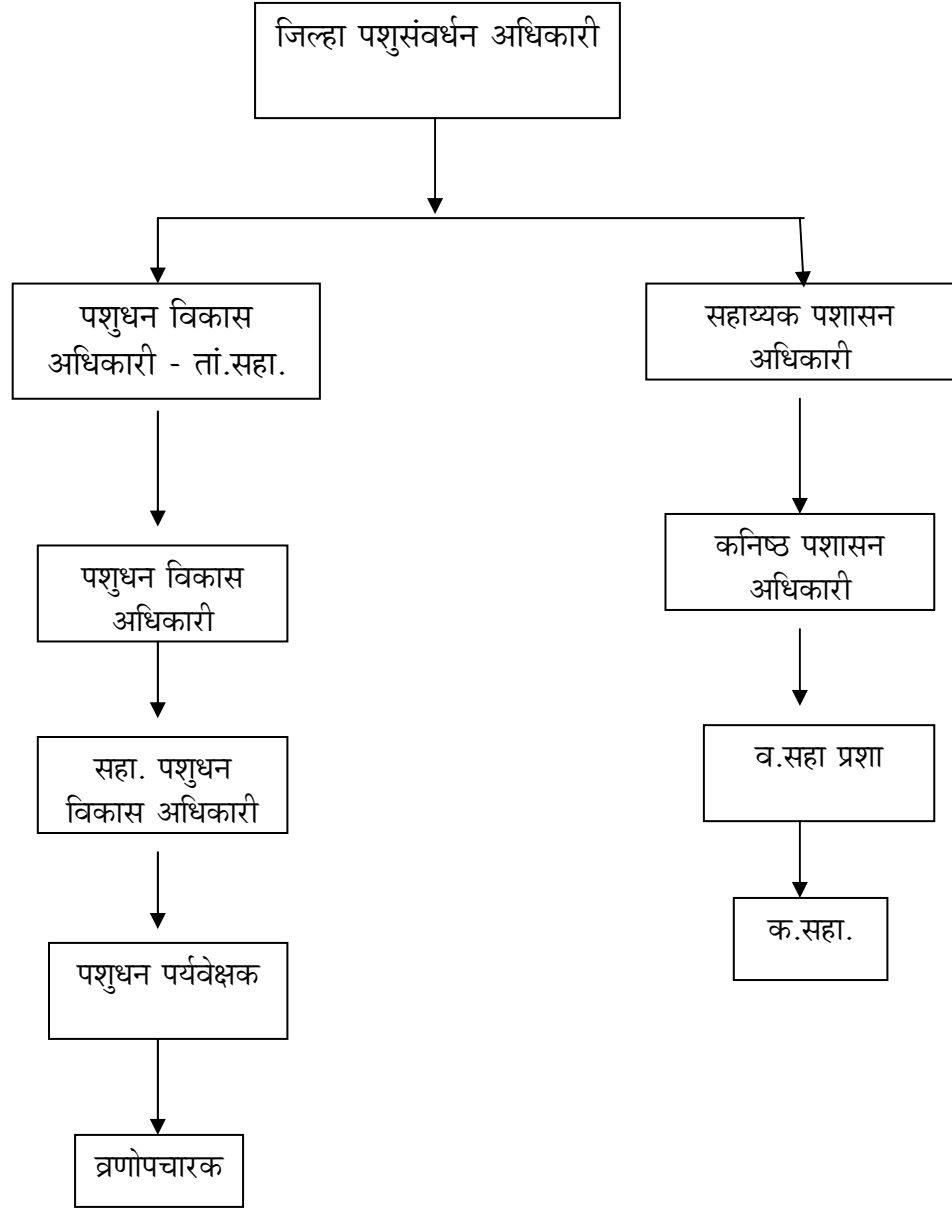 जिल्हा पशुसंवर्धन अधिकारी
पशुधन विकास
अधिकारी - तां.सहा.
सहाय्यक पशासन
अधिकारी
पशुधन विकास
अधिकारी
कनिष्ठ पशासन
अधिकारी
सहा. पशुधन
विकास अधिकारी
व.सहा प्रशा
पशुधन पर्यवेक्षक
क.सहा.
व्रणोपचारक